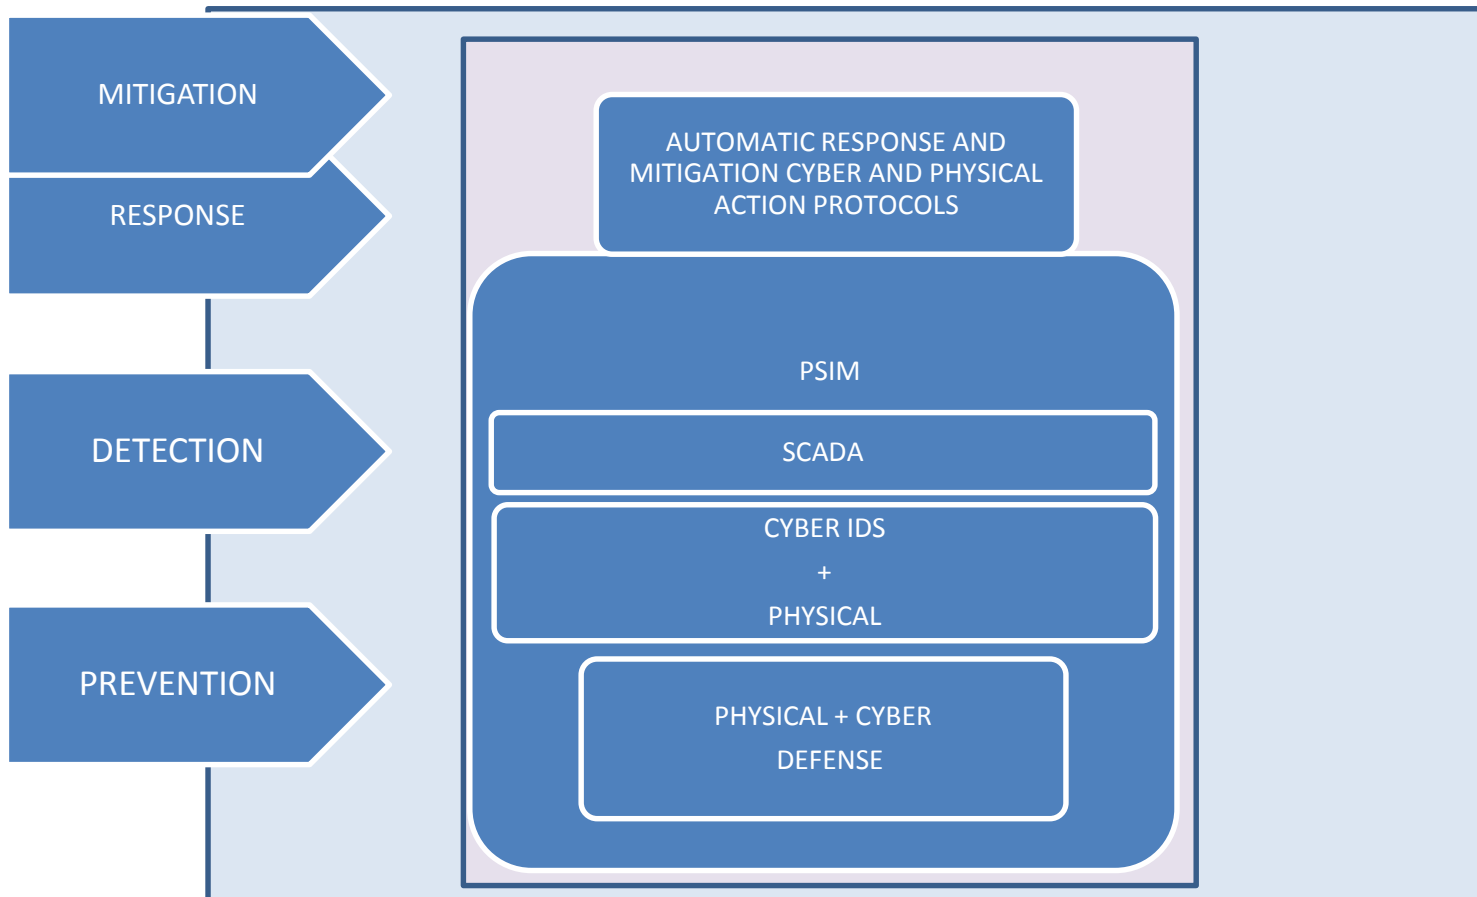 MITIGATION
RESPONSE
DETECTION
PREVENTION
AUTOMATIC RESPONSE AND
MITIGATION CYBER AND PHYSICAL
ACTION PROTOCOLS
PSIM
SCADA
CYBER IDS
+
PHYSICAL
PHYSICAL + CYBER
DEFENSE